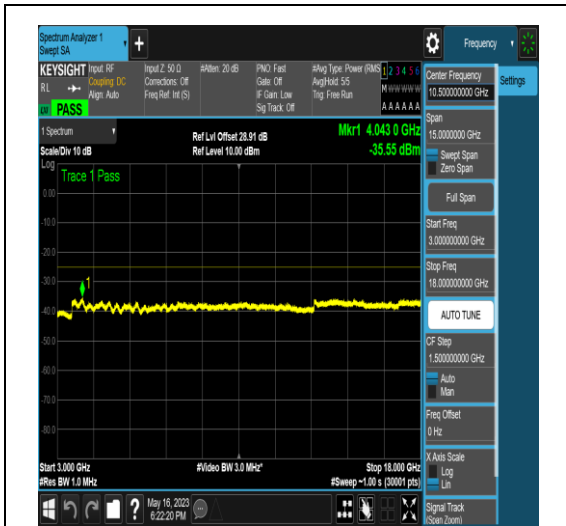 Spectrum Analyzer 1
Swept SA
+
Frequency
KEYSIGHT
RL
Input: RF
Coupling: DC
Align: Auto
Input Z: 50 Ω
Corrections: Off
Freq Ref: Int (S)
#Atten: 20 dB
PNO: Fast
Gate: Off
IF Gain: Low
Sig Track: Off
#Avg Type: Power (RMS
Avg|Hold: 5/5
Trig: Free Run
1 2 3 4 5 6
M W W W W W
A A A A A A
PASS
1 Spectrum
Scale/Div 10 dB
Ref Lvl Offset 28.91 dB
Ref Level 10.00 dBm
Mkr1 4.043 0 GHz
-35.55 dBm
Log
Trace 1 Pass
0.00
-10.0
-20.0
-30.0
-40.0
-50.0
-60.0
-70.0
-80.0
1
Start 3.000 GHz
#Res BW 1.0 MHz
#Video BW 3.0 MHz*
Stop 18.000 GHz
#Sweep ~1.00 s (30001 pts)
May 16, 2023
6:22:20 PM
Center Frequency
10.500000000 GHz
Settings
Span
15.0000000 GHz
Swept Span
Zero Span
Full Span
Start Freq
3.000000000 GHz
Stop Freq
18.000000000 GHz
AUTO TUNE
CF Step
1.500000000 GHz
Auto
Man
Freq Offset
0 Hz
X Axis Scale
Log
Lin
Signal Track
(Span Zoom)